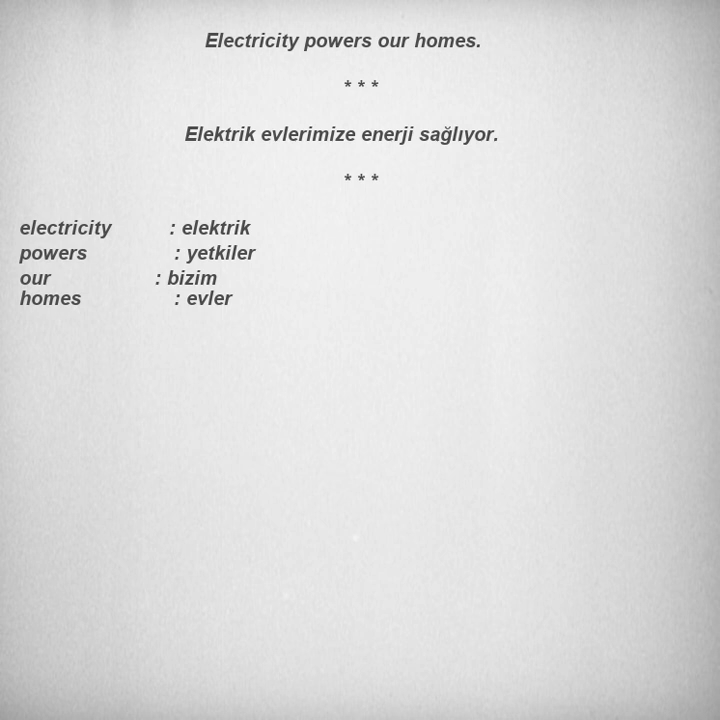 Electricity powers our homes.
* * *
Elektrik evlerimize enerji sağlıyor.
* * *
electricity : elektrik
powers : yetkiler
our : bizim
homes : evler